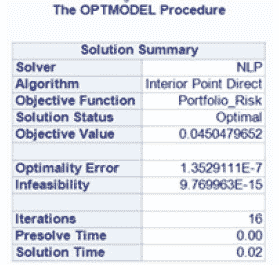 The OPTMODEL Procedure
Solution Summary
Solver NLP
Algorithm Interior Point Direct
Objective Function Portfolio_Risk
Solution Status Optimal
Objective Value 0.0450479652
Optimality Error 1.3529111E-7
Infeasibility 9.769963E-15
Iterations 16
Presolve Time 0.00
Solution Time 0.02